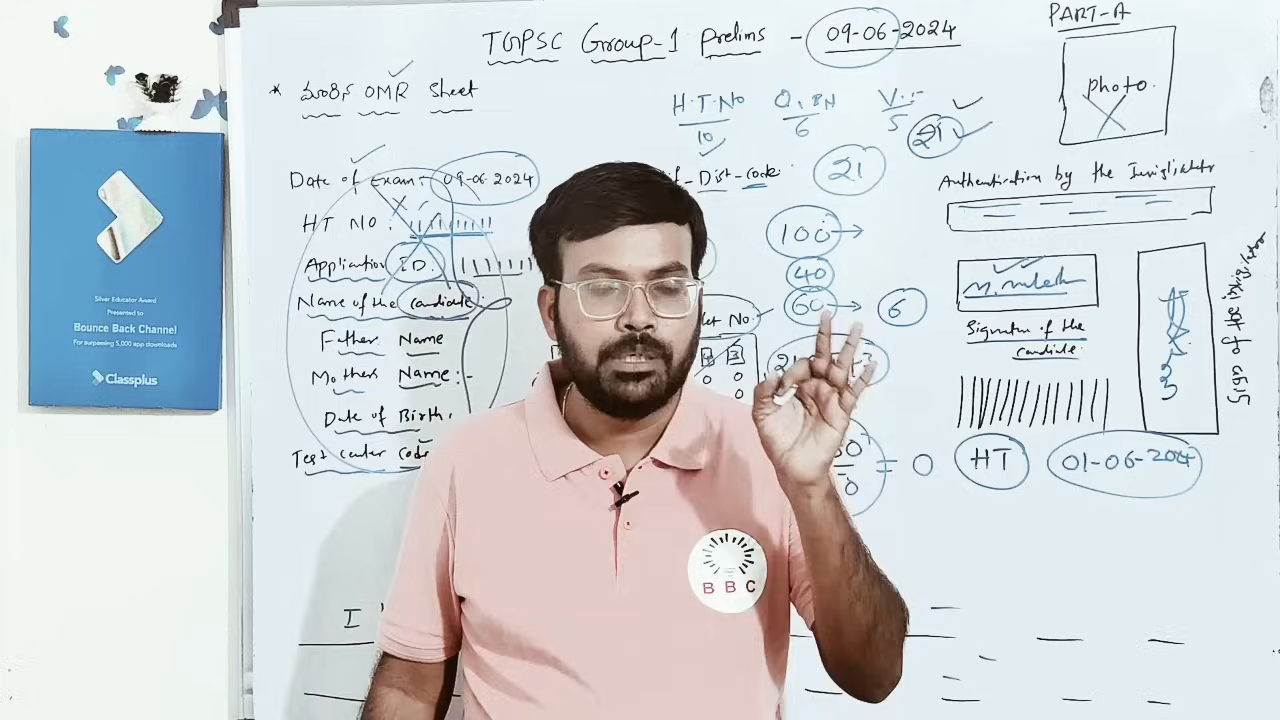 TGPSC Group-1 Prelims - 09-06-2024
PART-A
photo.
* OMR Sheet
H.T.No
10
6
5
21
Dist-code
21
Authentication by the Invigilator
Date of Exam:- 09-06-2024
HT NO :
Application ID.
Name of the candidate:
Father Name
Mother Name:-
Date of Birth.
Test center Code
100
40
60 → 6
No:-
0 0
0
= 0
HT
01-06-2024
Signature of the
candidate.
I
Silver Educator Award
Presented to
Bounce Back Channel
For surpassing 5,000 app downloads
Classplus
BBC